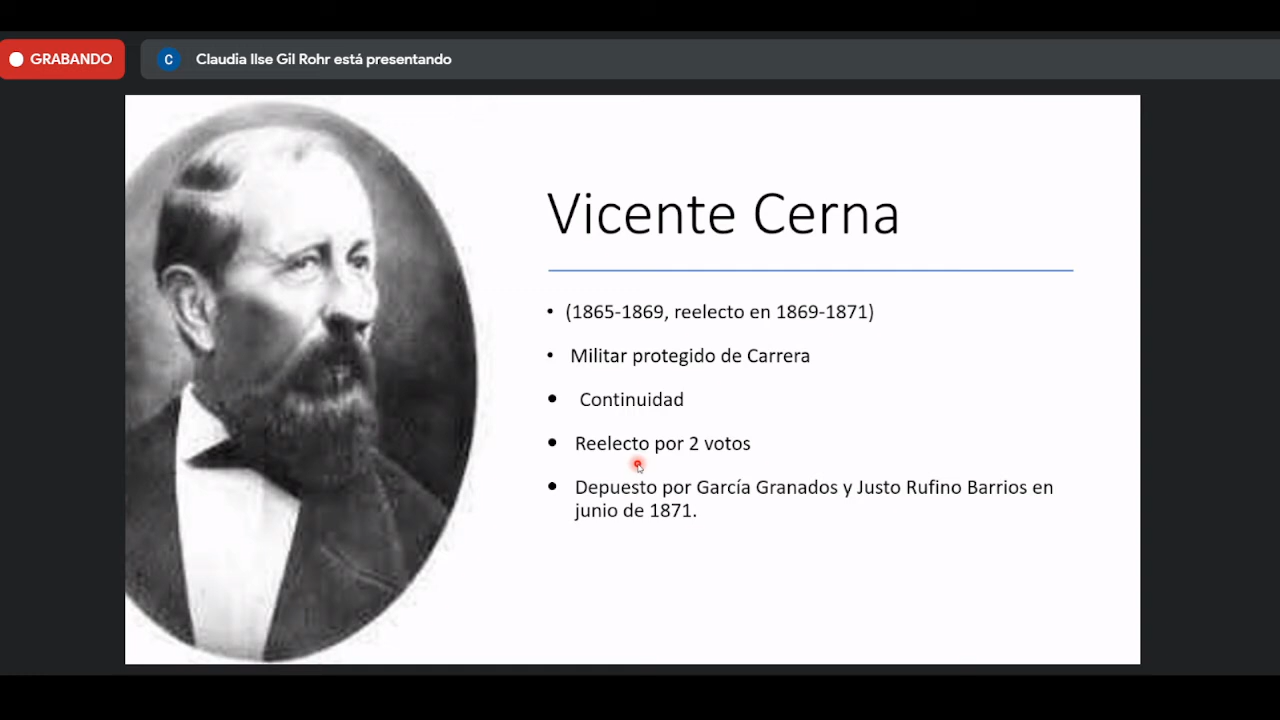 GRABANDO
C
Claudia Ilse Gil Rohr está presentando
Vicente Cerna
• (1865-1869, reelecto en 1869-1871)
• Militar protegido de Carrera
• Continuidad
• Reelecto por 2 votos
• Depuesto por García Granados y Justo Rufino Barrios en
junio de 1871.